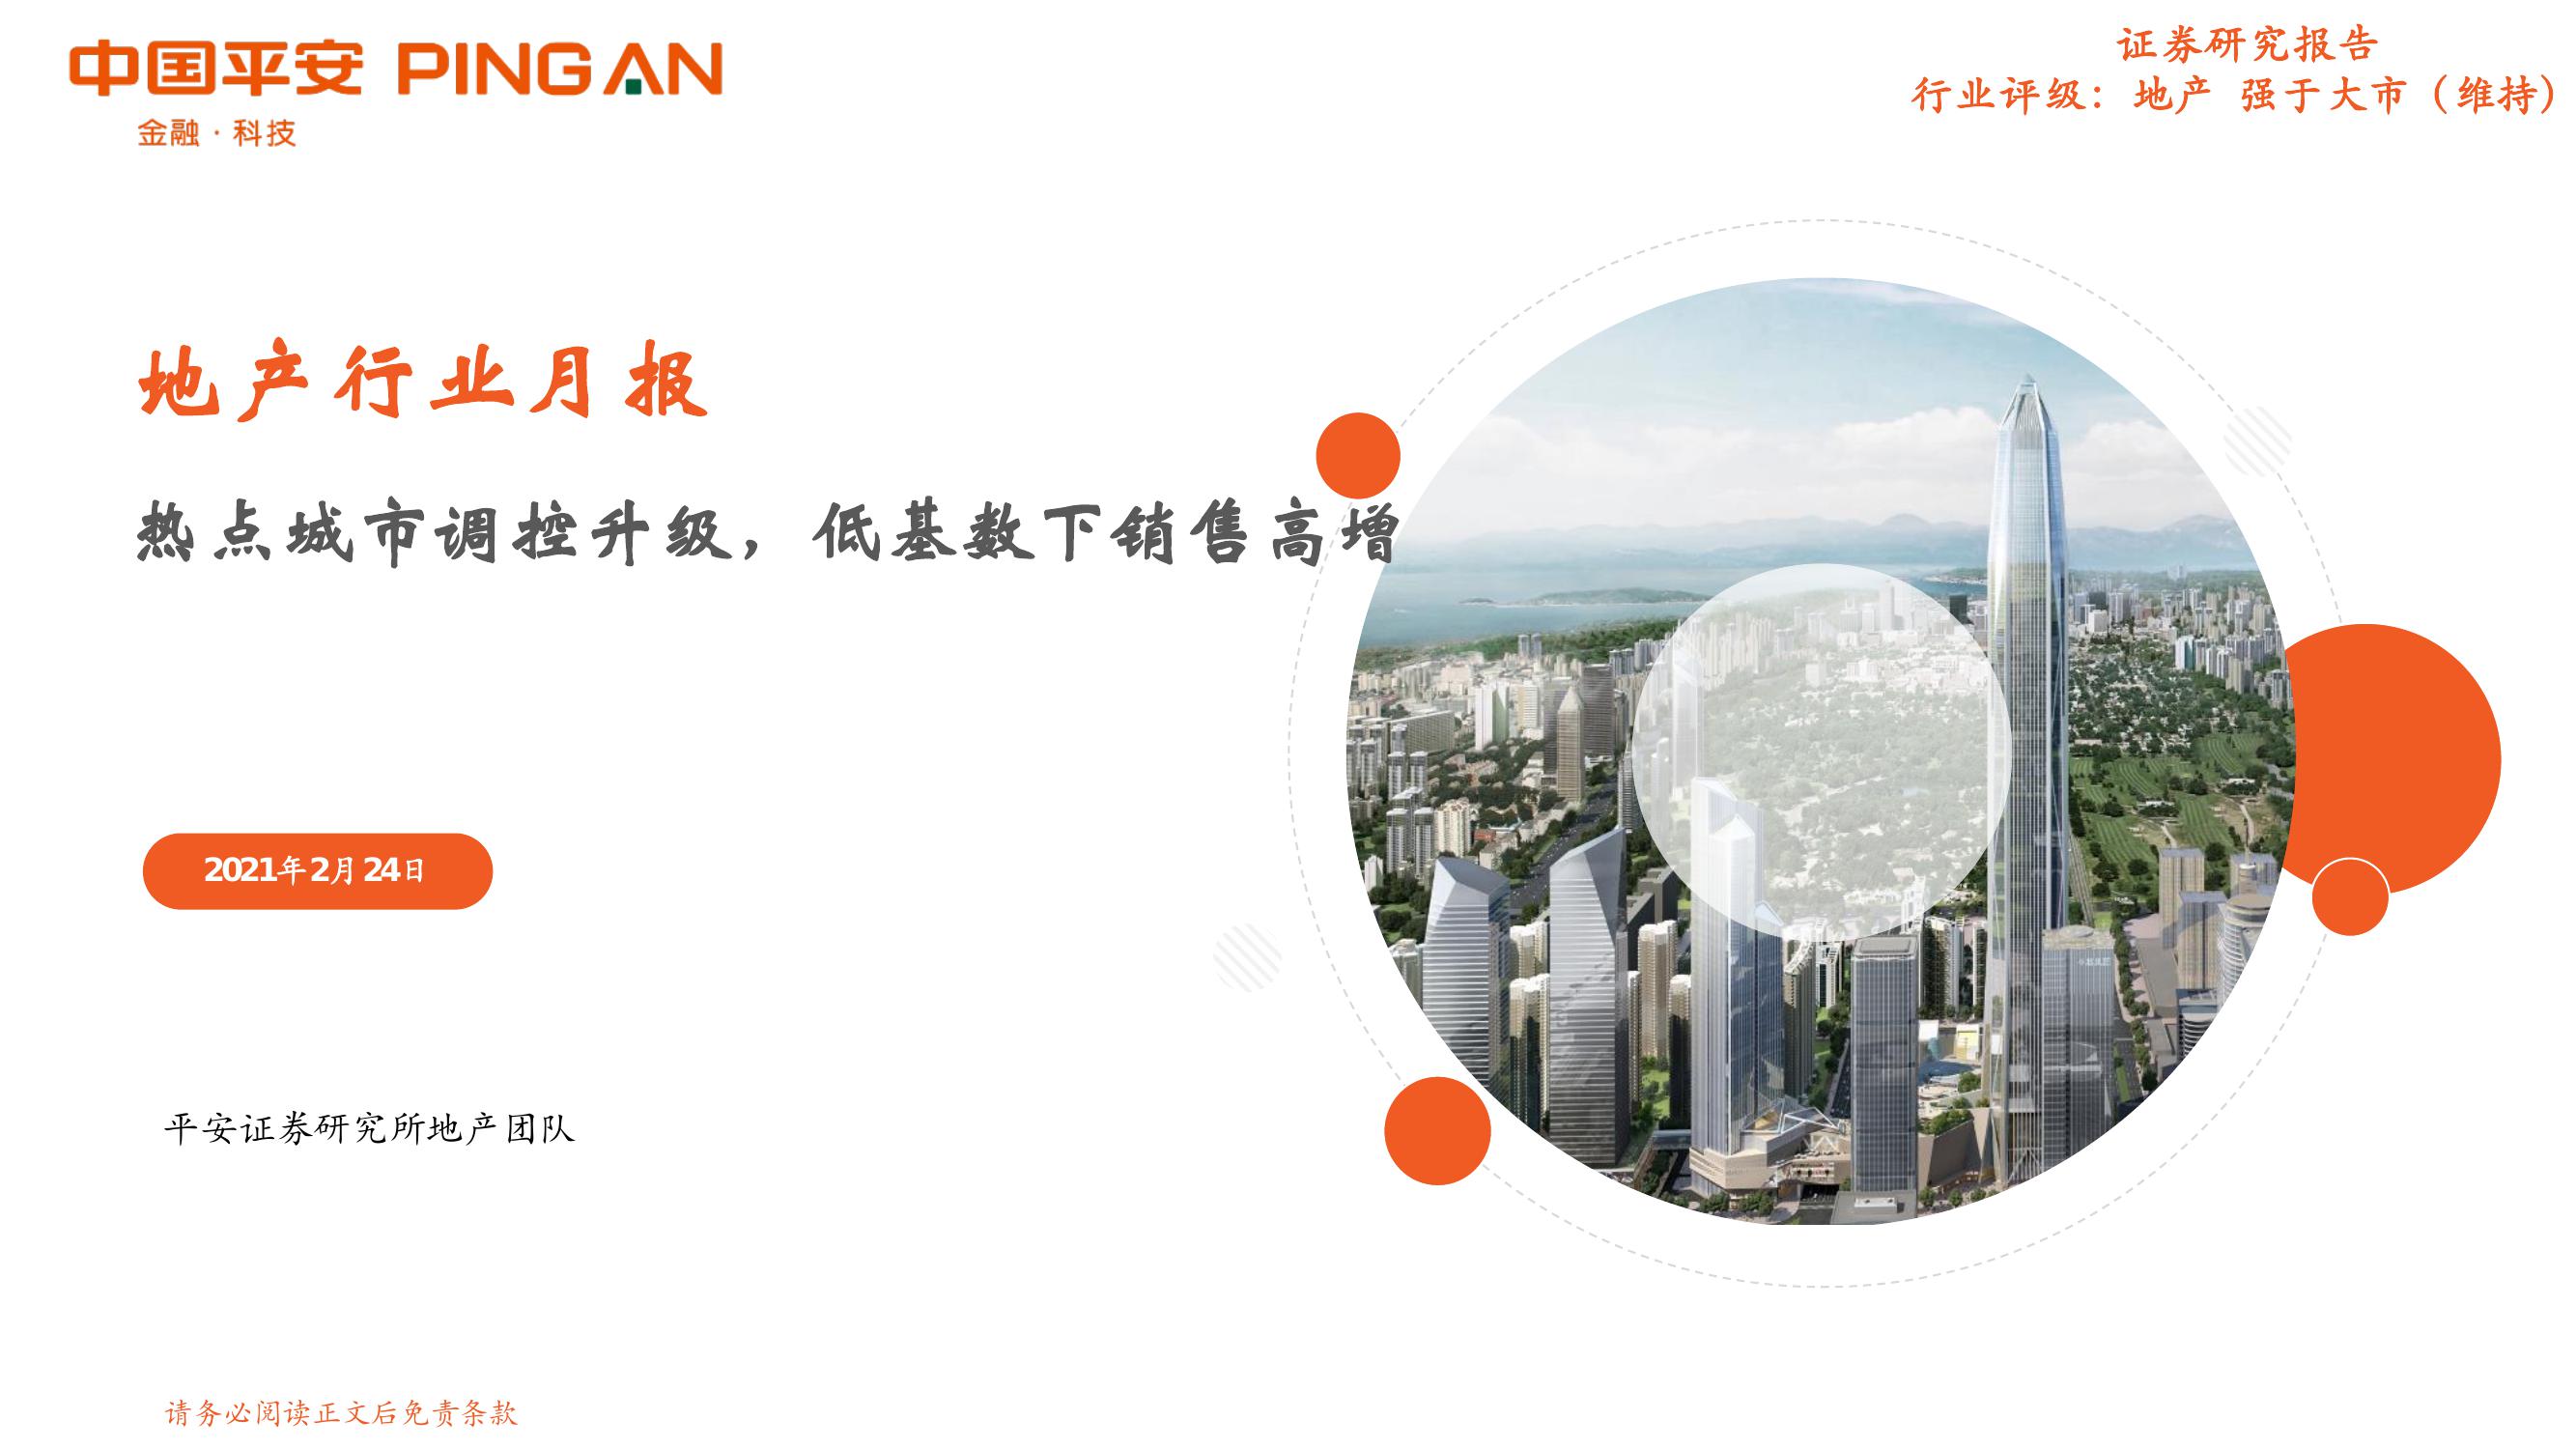 中国平安 PING AN
金融·科技
证券研究报告
行业评级：地产 强于大市（维持）
地产行业月报
热点城市调控升级，低基数下销售高增
2021年2月24日
平安证券研究所地产团队
请务必阅读正文后免责条款